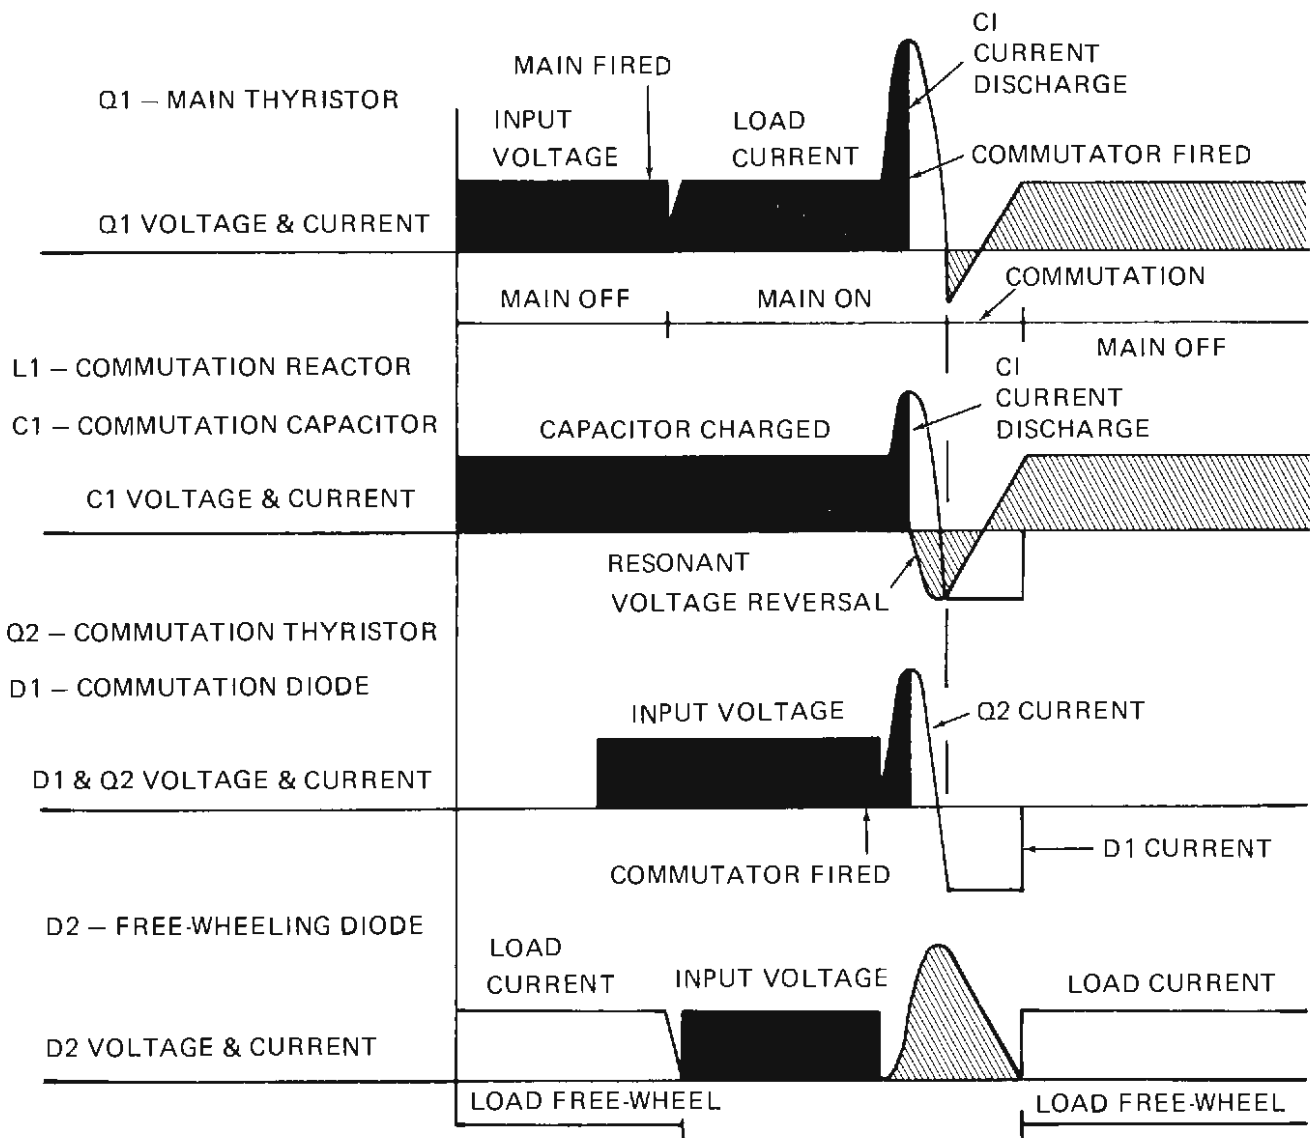 CI
CURRENT
DISCHARGE
MAIN FIRED
Q1 – MAIN THYRISTOR
INPUT
VOLTAGE
LOAD
CURRENT
COMMUTATOR FIRED
Q1 VOLTAGE & CURRENT
COMMUTATION
MAIN OFF
MAIN ON
MAIN OFF
L1 – COMMUTATION REACTOR
CI
CURRENT
DISCHARGE
C1 – COMMUTATION CAPACITOR
CAPACITOR CHARGED
C1 VOLTAGE & CURRENT
RESONANT
VOLTAGE REVERSAL
Q2 – COMMUTATION THYRISTOR
D1 – COMMUTATION DIODE
INPUT VOLTAGE
Q2 CURRENT
D1 & Q2 VOLTAGE & CURRENT
D1 CURRENT
COMMUTATOR FIRED
D2 – FREE-WHEELING DIODE
LOAD
CURRENT
INPUT VOLTAGE
LOAD CURRENT
D2 VOLTAGE & CURRENT
LOAD FREE-WHEEL
LOAD FREE-WHEEL